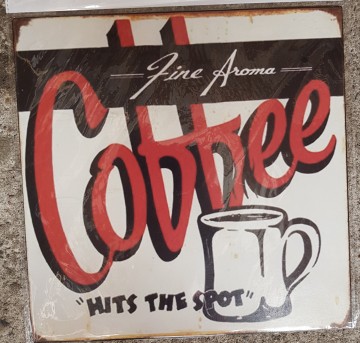 Fine Aroma
Coffee
"HITS THE SPOT"